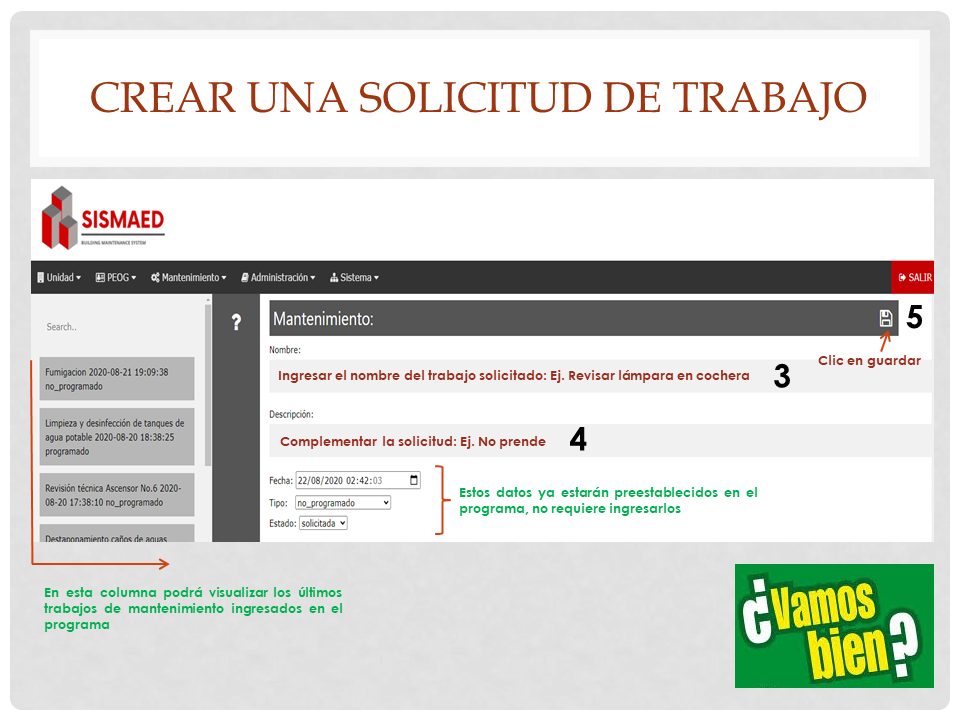 CREAR UNA SOLICITUD DE TRABAJO
SISMAED
BUILDING MAINTENANCE SYSTEM
Unidad PEOG Mantenimiento Administración Sistema SALIR
Search..
?
Mantenimiento:
5
Clic en guardar
Nombre:
Ingresar el nombre del trabajo solicitado: Ej. Revisar lámpara en cochera 3
Descripción:
Complementar la solicitud: Ej. No prende 4
Fumigacion 2020-08-21 19:09:38
no_programado
Limpieza y desinfección de tanques de
agua potable 2020-08-20 18:38:25
programado
Revisión técnica Ascensor No.6 2020-
08-20 17:38:10 no_programado
Destaponamiento caños de aguas
Fecha: 22/08/2020 02:42:03
Tipo: no_programado
Estado: solicitada
Estos datos ya estarán preestablecidos en el
programa, no requiere ingresarlos
En esta columna podrá visualizar los últimos
trabajos de mantenimiento ingresados en el
programa
¿Vamos
bien?